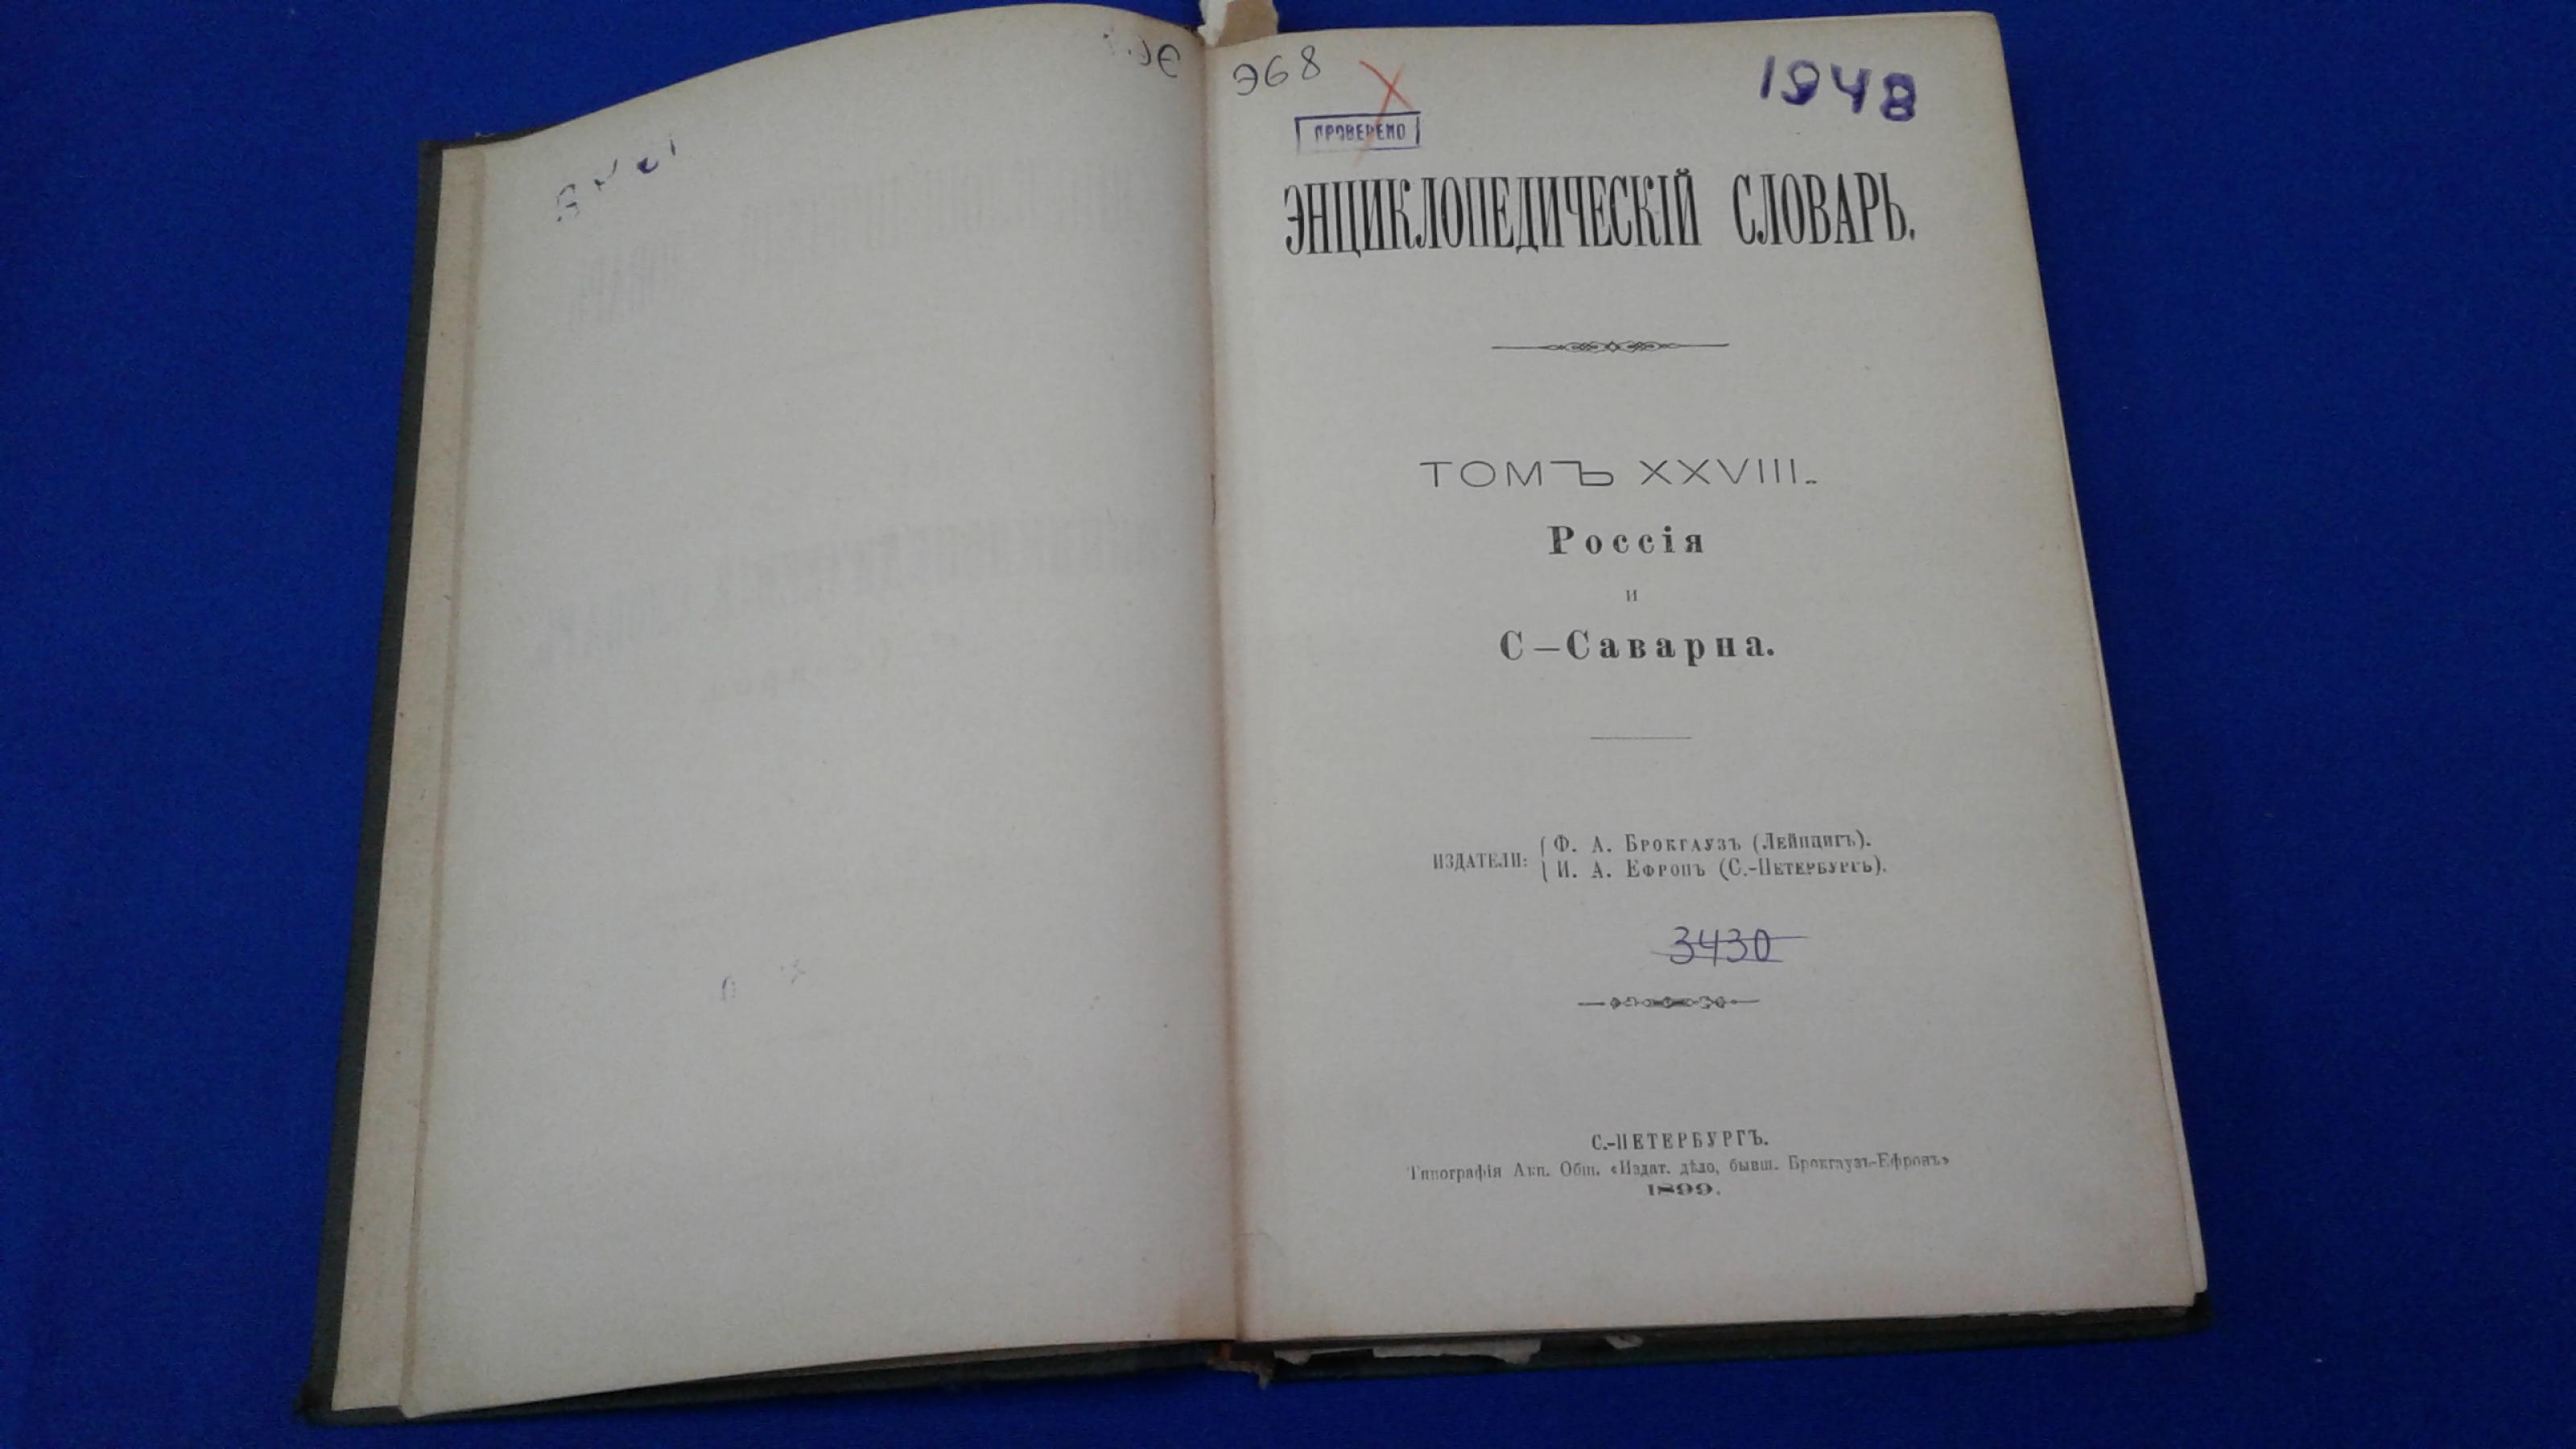 Э68
1948
ПРОВЕРЕНО
ЭНЦИКЛОПЕДИЧЕСКІЙ СЛОВАРЬ.
ТОМЪ XXVIII.
Россія
и
С—Саварна.
ИЗДАТЕЛИ: Ф. А. Брокгаузъ (Лейпцигъ).
И. А. Ефронъ (С.-Петербургъ).
3430
С.-ПЕТЕРБУРГЪ.
Типографія Акц. Общ. «Издат. дѣло, бывш. Брокгаузъ-Ефронъ»
1899.